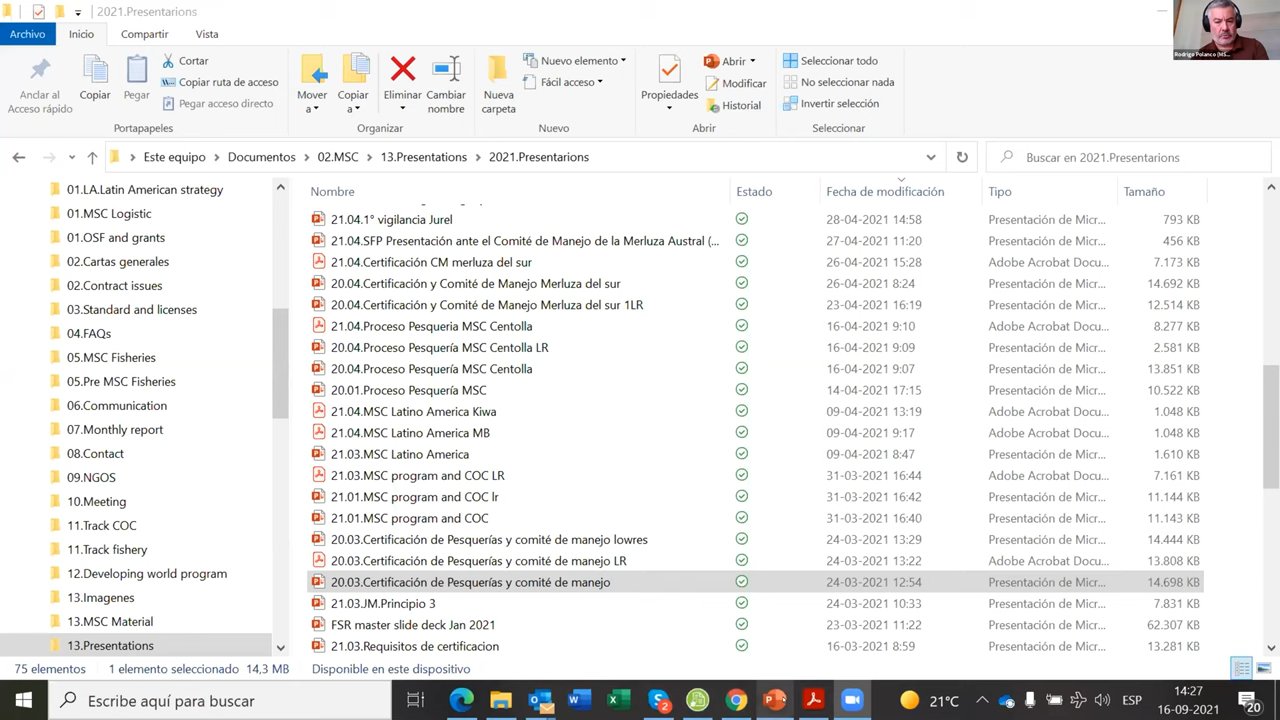 2021.Presentarions
Archivo Inicio Compartir Vista
Anclar al Acceso rápido
Copiar
Pegar
Cortar
Copiar ruta de acceso
Pegar acceso directo
Portapapeles
Mover a
Copiar a
Eliminar
Cambiar nombre
Organizar
Nueva carpeta
Nuevo elemento
Fácil acceso
Nuevo
Propiedades
Abrir
Modificar
Historial
Abrir
Seleccionar todo
No seleccionar nada
Invertir selección
Seleccionar
Rodrigo Polanco (MS...
Este equipo > Documentos > 02.MSC > 13.Presentations > 2021.Presentarions
Buscar en 2021.Presentarions
01.LA.Latin American strategy
01.MSC Logistic
01.OSF and grants
02.Cartas generales
02.Contract issues
03.Standard and licenses
04.FAQs
05.MSC Fisheries
05.Pre MSC Fisheries
06.Communication
07.Monthly report
08.Contact
09.NGOS
10.Meeting
11.Track COC
11.Track fishery
12.Developing world program
13.Imagenes
13.MSC Material
13.Presentations
Nombre Estado Fecha de modificación Tipo Tamaño
21.04.1° vigilancia Jurel 28-04-2021 14:58 Presentación de Micr... 793 KB
21.04.SFP Presentación ante el Comité de Manejo de la Merluza Austral (... 27-04-2021 11:20 Presentación de Micr... 456 KB
21.04.Certificación CM merluza del sur 26-04-2021 15:28 Adobe Acrobat Docu... 7.173 KB
20.04.Certificación y Comité de Manejo Merluza del sur 26-04-2021 8:24 Presentación de Micr... 14.692 KB
20.04.Certificación y Comité de Manejo Merluza del sur 1LR 23-04-2021 16:19 Presentación de Micr... 12.514 KB
21.04.Proceso Pesqueria MSC Centolla 16-04-2021 9:10 Adobe Acrobat Docu... 8.277 KB
20.04.Proceso Pesquería MSC Centolla LR 16-04-2021 9:09 Presentación de Micr... 2.581 KB
20.04.Proceso Pesquería MSC Centolla 16-04-2021 9:07 Presentación de Micr... 13.851 KB
20.01.Proceso Pesquería MSC 14-04-2021 17:15 Presentación de Micr... 10.522 KB
21.04.MSC Latino America Kiwa 09-04-2021 13:19 Adobe Acrobat Docu... 1.048 KB
21.04.MSC Latino America MB 09-04-2021 9:17 Adobe Acrobat Docu... 1.048 KB
21.03.MSC Latino America 09-04-2021 8:47 Presentación de Micr... 1.610 KB
21.03.MSC program and COC LR 31-03-2021 16:44 Adobe Acrobat Docu... 7.161 KB
21.01.MSC program and COC lr 31-03-2021 16:42 Presentación de Micr... 11.144 KB
21.01.MSC program and COC 31-03-2021 16:40 Presentación de Micr... 11.143 KB
20.03.Certificación de Pesquerías y comité de manejo lowres 24-03-2021 13:29 Presentación de Micr... 14.444 KB
20.03.Certificación de Pesquerías y comité de manejo LR 24-03-2021 13:22 Adobe Acrobat Docu... 13.808 KB
20.03.Certificación de Pesquerías y comité de manejo 24-03-2021 12:54 Presentación de Micr... 14.698 KB
21.03.JM.Principio 3 24-03-2021 10:33 Presentación de Micr... 7.831 KB
FSR master slide deck Jan 2021 23-03-2021 11:22 Presentación de Micr... 62.307 KB
21.03.Requisitos de certificacion 16-03-2021 8:59 Presentación de Micr... 13.281 KB
75 elementos 1 elemento seleccionado 14,3 MB Disponible en este dispositivo
Escribe aquí para buscar
21°C
ESP
14:27
16-09-2021
20